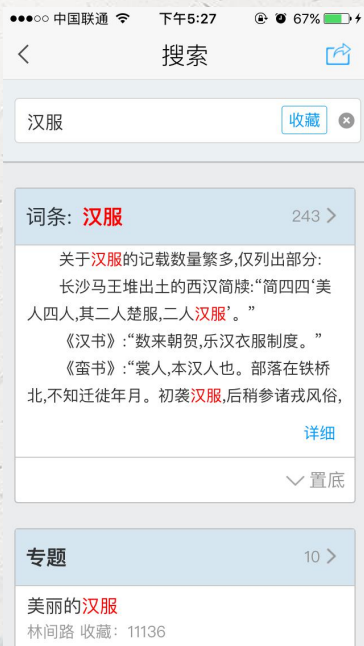 中国联通 下午5:27 67%
搜索
汉服 收藏
词条: 汉服 243
关于汉服的记载数量繁多,仅列出部分:
长沙马王堆出土的西汉简牍:“简四四‘美
人四人,其二人楚服,二人汉服’。”
《汉书》:“数来朝贺,乐汉衣服制度。”
《蛮书》:“裳人,本汉人也。部落在铁桥
北,不知迁徙年月。初袭汉服,后稍参诸戎风俗,
详细
置底
专题 10
美丽的汉服
林间路 收藏: 11136